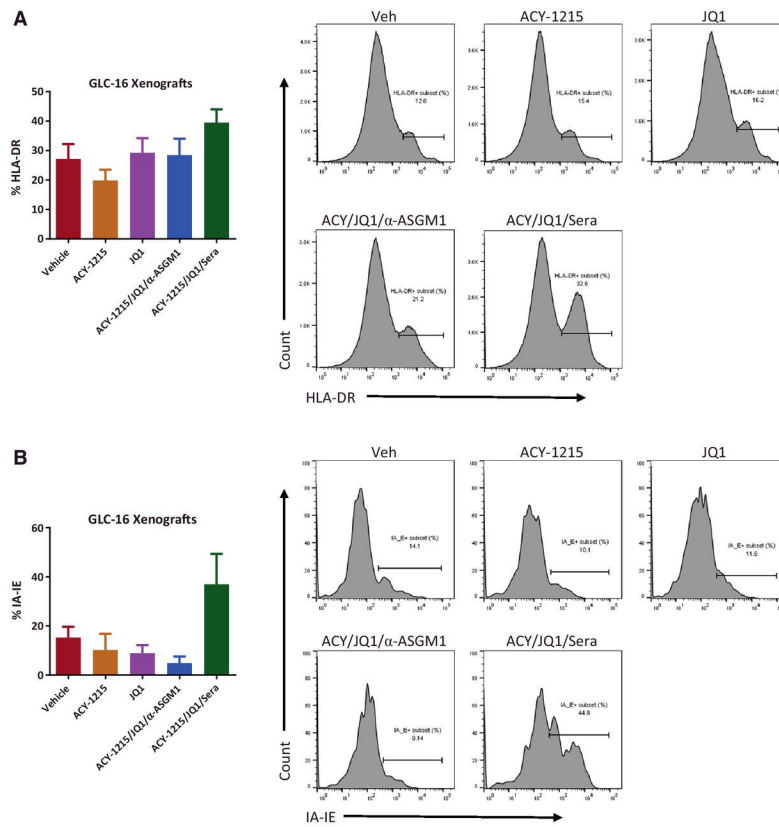 A
Veh
ACY-1215
JQ1
GLC-16 Xenografts
% HLA-DR
50
40
30
20
10
0
Vehicle
ACY-1215
JQ1
ACY-1215/JQ1/α-ASGM1
ACY-1215/JQ1/Sera
HLA-DR+ subset (%)
12.6
HLA-DR+ subset (%)
15.4
HLA-DR+ subset (%)
16.2
ACY/JQ1/α-ASGM1
ACY/JQ1/Sera
HLA-DR+ subset (%)
21.2
HLA-DR+ subset (%)
32.6
Count
HLA-DR
B
Veh
ACY-1215
JQ1
GLC-16 Xenografts
% IA-IE
60
40
20
0
Vehicle
ACY-1215
JQ1
ACY-1215/JQ1/α-ASGM1
ACY-1215/JQ1/Sera
IA_IE+ subset (%)
14.1
IA_IE+ subset (%)
10.1
IA_IE+ subset (%)
11.6
ACY/JQ1/α-ASGM1
ACY/JQ1/Sera
IA_IE+ subset (%)
9.14
IA_IE+ subset (%)
44.8
Count
IA-IE